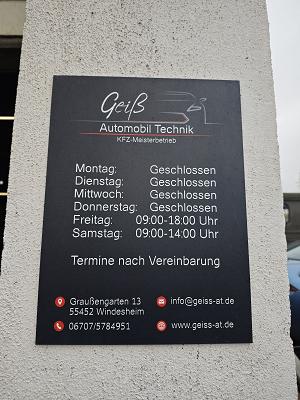 Geiß
Automobil Technik
KFZ-Meisterbetrieb
Montag: Geschlossen
Dienstag: Geschlossen
Mittwoch: Geschlossen
Donnerstag: Geschlossen
Freitag: 09:00-18:00 Uhr
Samstag: 09:00-14:00 Uhr
Termine nach Vereinbarung
Graußengarten 13
55452 Windesheim
info@geiss-at.de
06707/5784951
www.geiss-at.de